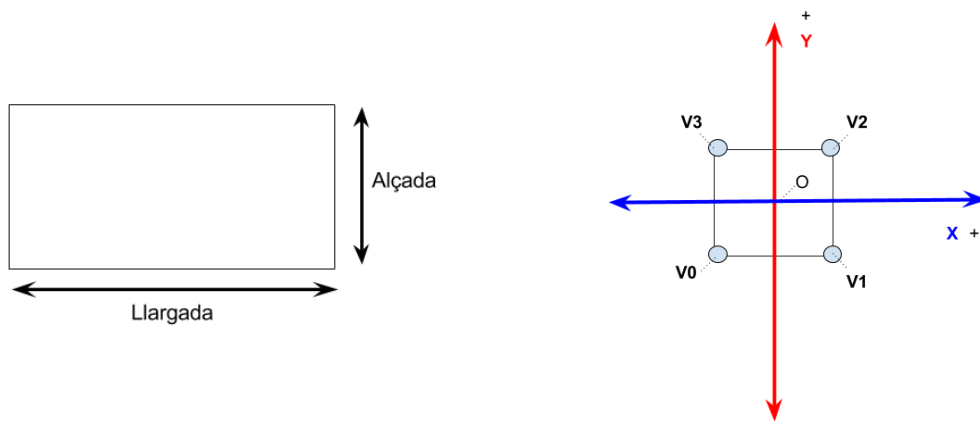 Alçada
Llargada
+
Y
V3
V2
O
X +
V0
V1